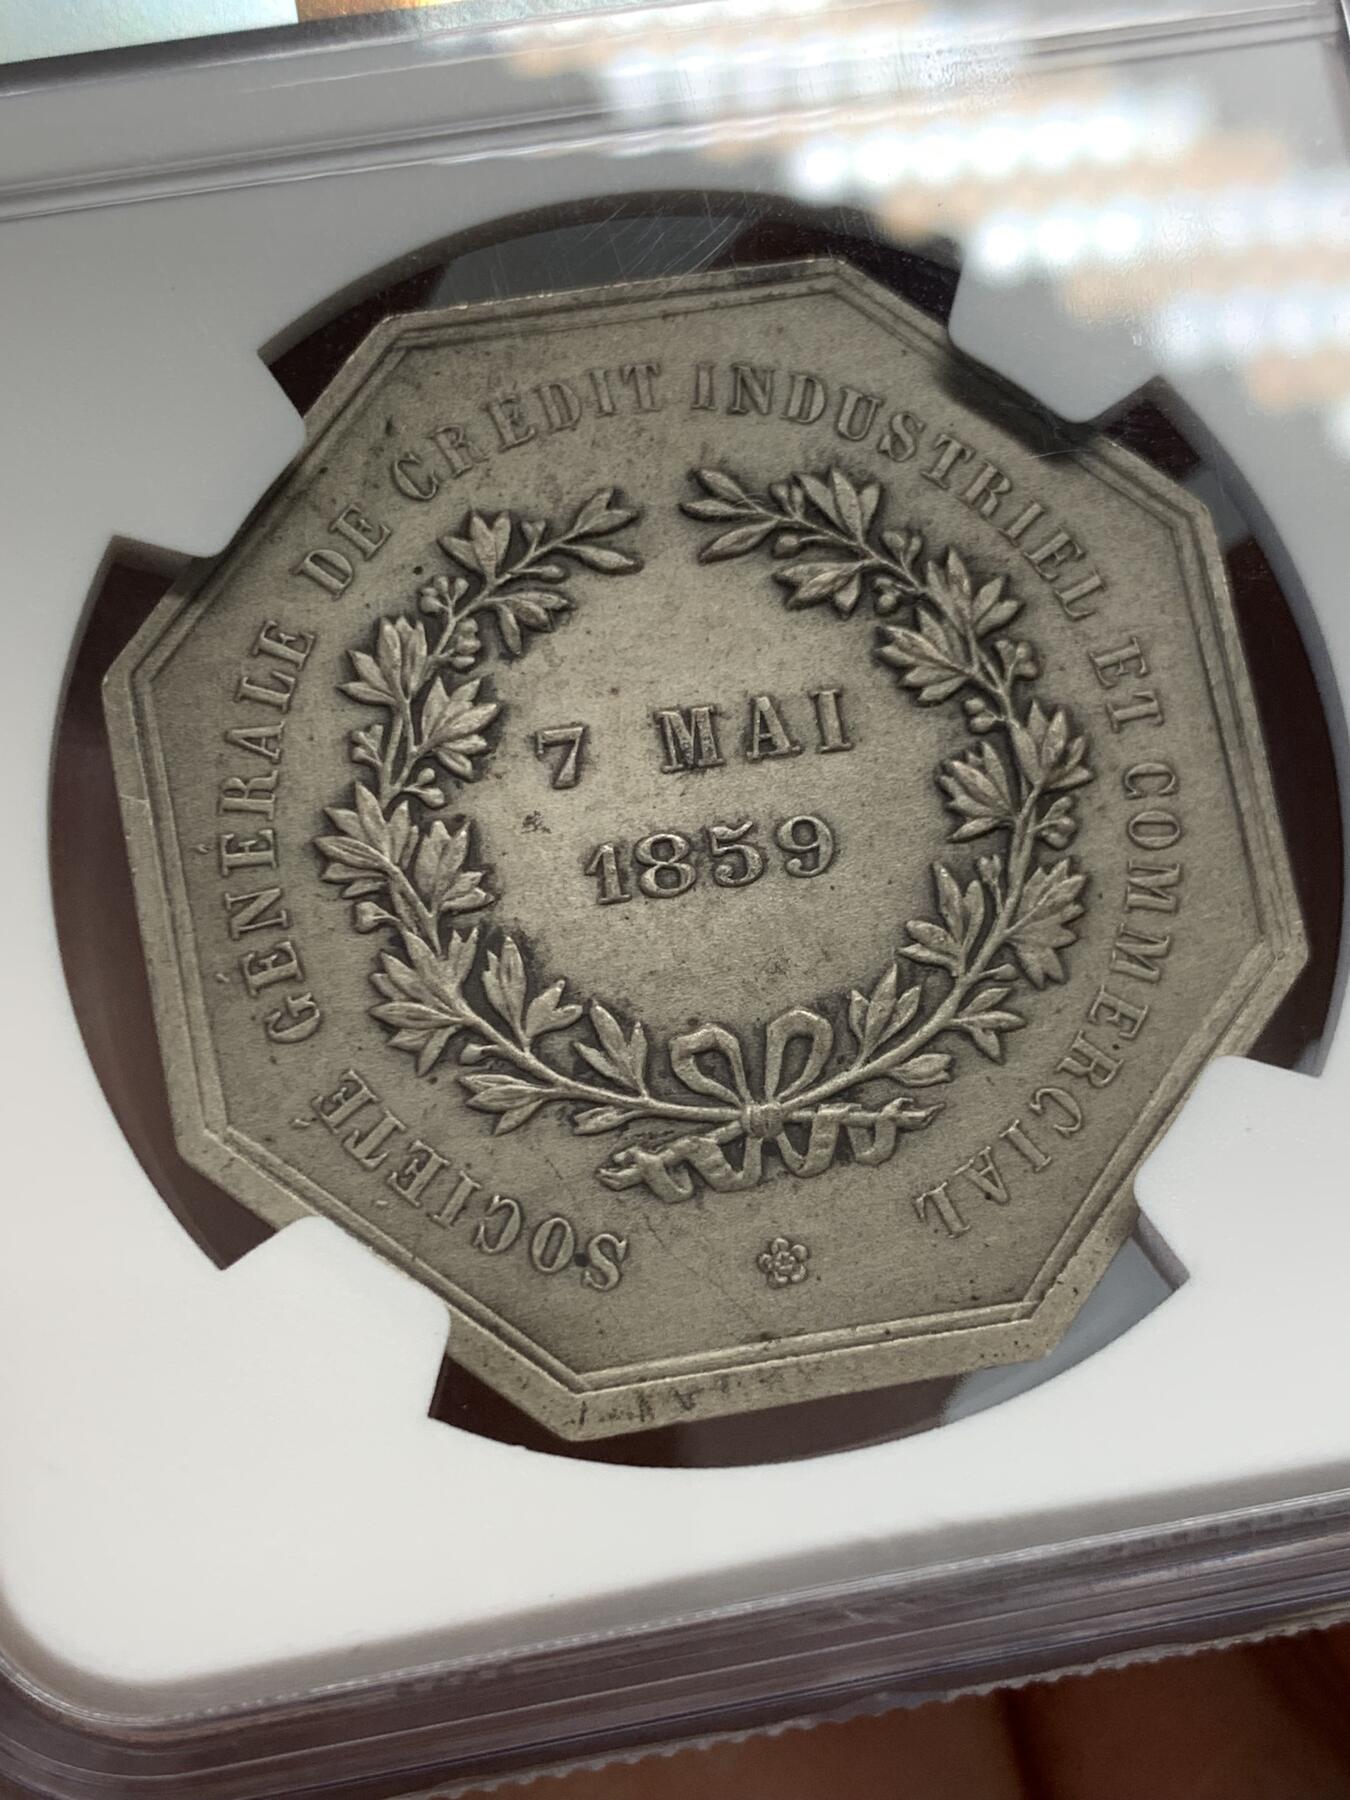 SOCIÉTÉ GÉNÉRALE DE CRÉDIT INDUSTRIEL ET COMMERCIAL
7 MAI
1859